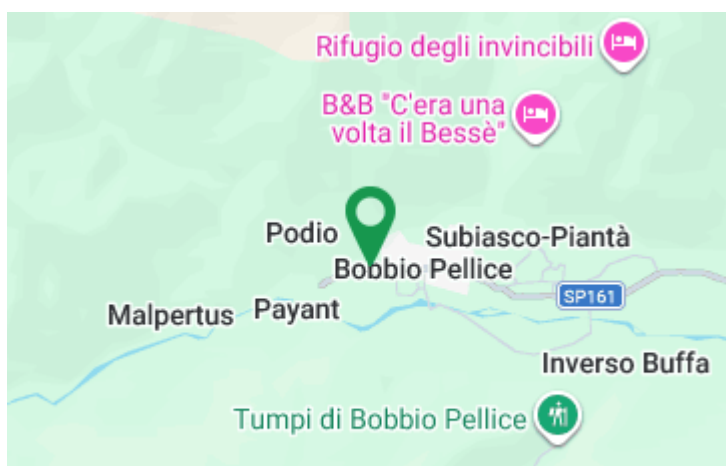 Rifugio degli invincibili
B&B "C'era una
volta il Bessè"
Podio
Subiasco-Piantà
Bobbio Pellice
SP161
Malpertus
Payant
Inverso Buffa
Tumpi di Bobbio Pellice